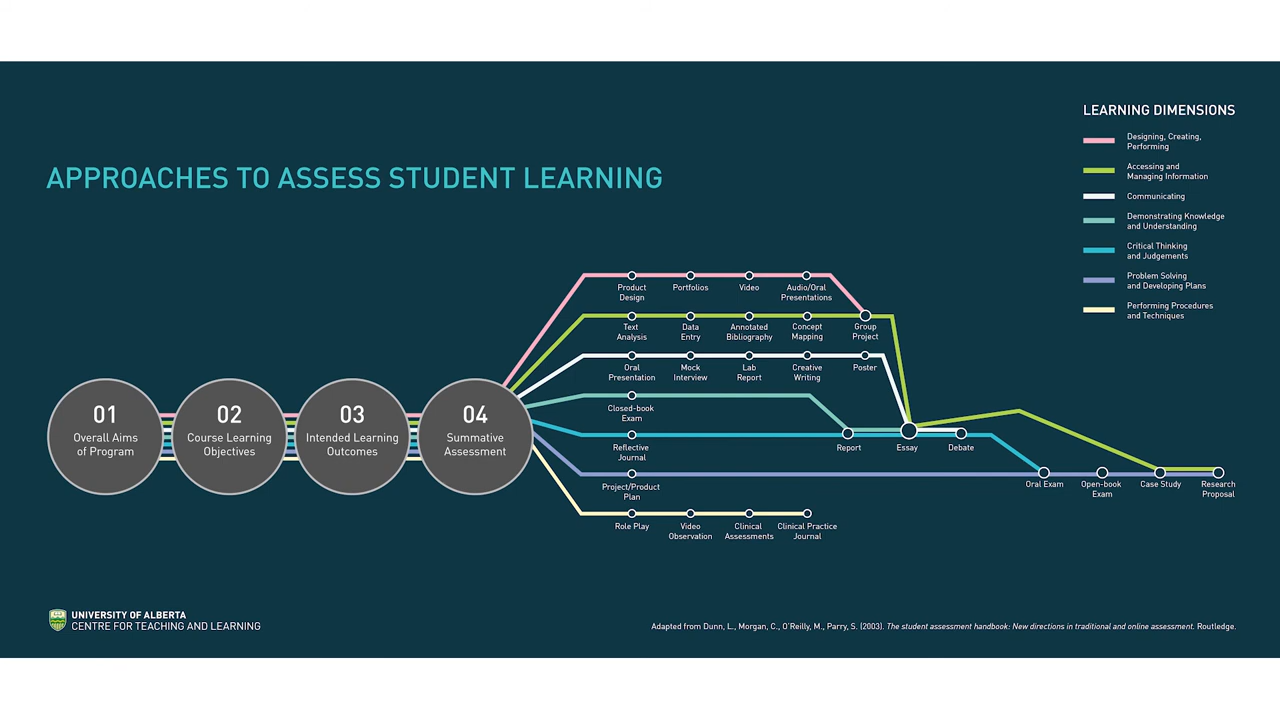 LEARNING DIMENSIONS
Designing, Creating,
Performing
Accessing and
Managing Information
Communicating
Demonstrating Knowledge
and Understanding
Critical Thinking
and Judgements
Problem Solving
and Developing Plans
Performing Procedures
and Techniques
APPROACHES TO ASSESS STUDENT LEARNING
01
Overall Aims
of Program
02
Course Learning
Objectives
03
Intended Learning
Outcomes
04
Summative
Assessment
Product
Design
Portfolios
Video
Audio/Oral
Presentations
Text
Analysis
Data
Entry
Annotated
Bibliography
Concept
Mapping
Group
Project
Oral
Presentation
Mock
Interview
Lab
Report
Creative
Writing
Poster
Closed-book
Exam
Reflective
Journal
Report
Essay
Debate
Project/Product
Plan
Oral Exam
Open-book
Exam
Case Study
Research
Proposal
Role Play
Video
Observation
Clinical
Assessments
Clinical Practice
Journal
UNIVERSITY OF ALBERTA
CENTRE FOR TEACHING AND LEARNING
Adapted from Dunn, L., Morgan, C., O'Reilly, M., Parry, S. (2003). The student assessment handbook: New directions in traditional and online assessment. Routledge.